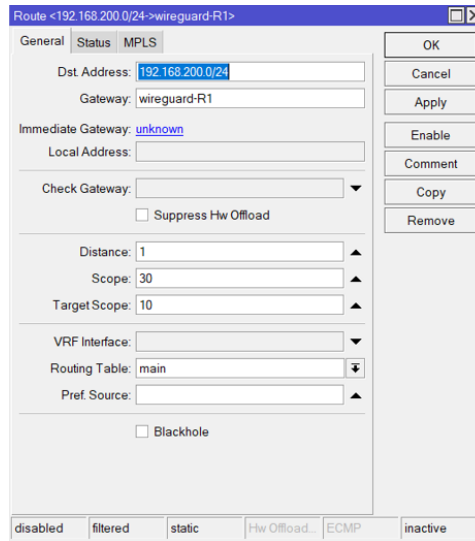 Route <192.168.200.0/24->wireguard-R1>
General Status MPLS
Dst. Address: 192.168.200.0/24
Gateway: wireguard-R1
Immediate Gateway: unknown
Local Address:
Check Gateway:
Suppress Hw Offload
Distance: 1
Scope: 30
Target Scope: 10
VRF Interface:
Routing Table: main
Pref. Source:
Blackhole
OK
Cancel
Apply
Enable
Comment
Copy
Remove
disabled filtered static Hw Offload... ECMP inactive